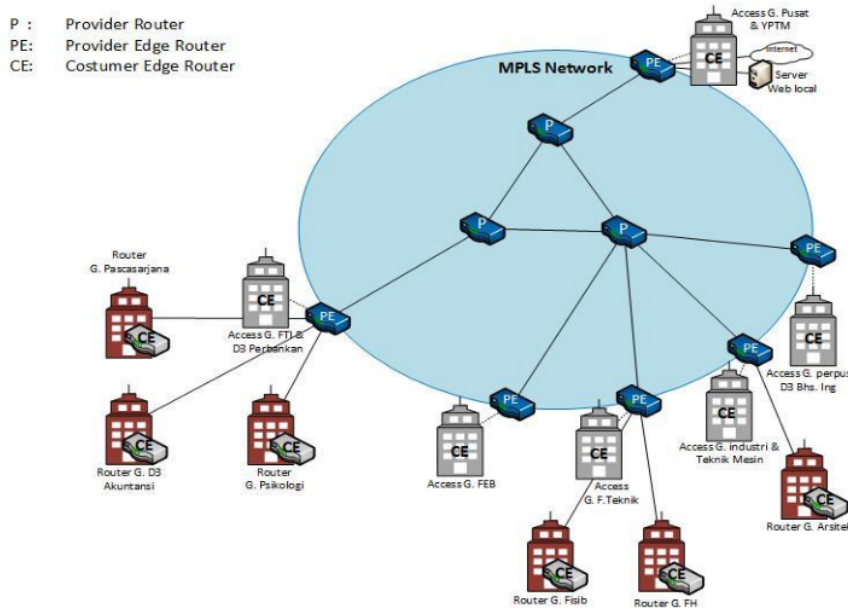 P : Provider Router
PE: Provider Edge Router
CE: Costumer Edge Router
Access G. Pusat
& YPTM
CE
Internet
Server
Web local
PE
MPLS Network
P
P
P
PE
Router
G. Pascasarjana
CE
CE
Access G. FTI &
D3 Perbankan
PE
CE
Access G. perpus
D3 Bhs. Ing
PE
CE
Access G. industri &
Teknik Mesin
PE
CE
Access G. FEB
PE
CE
Access
G. F.Teknik
CE
Router G. D3
Akuntansi
CE
Router
G. Psikologi
CE
Router G. Arsitek
CE
Router G. Fisib
CE
Router G. FH